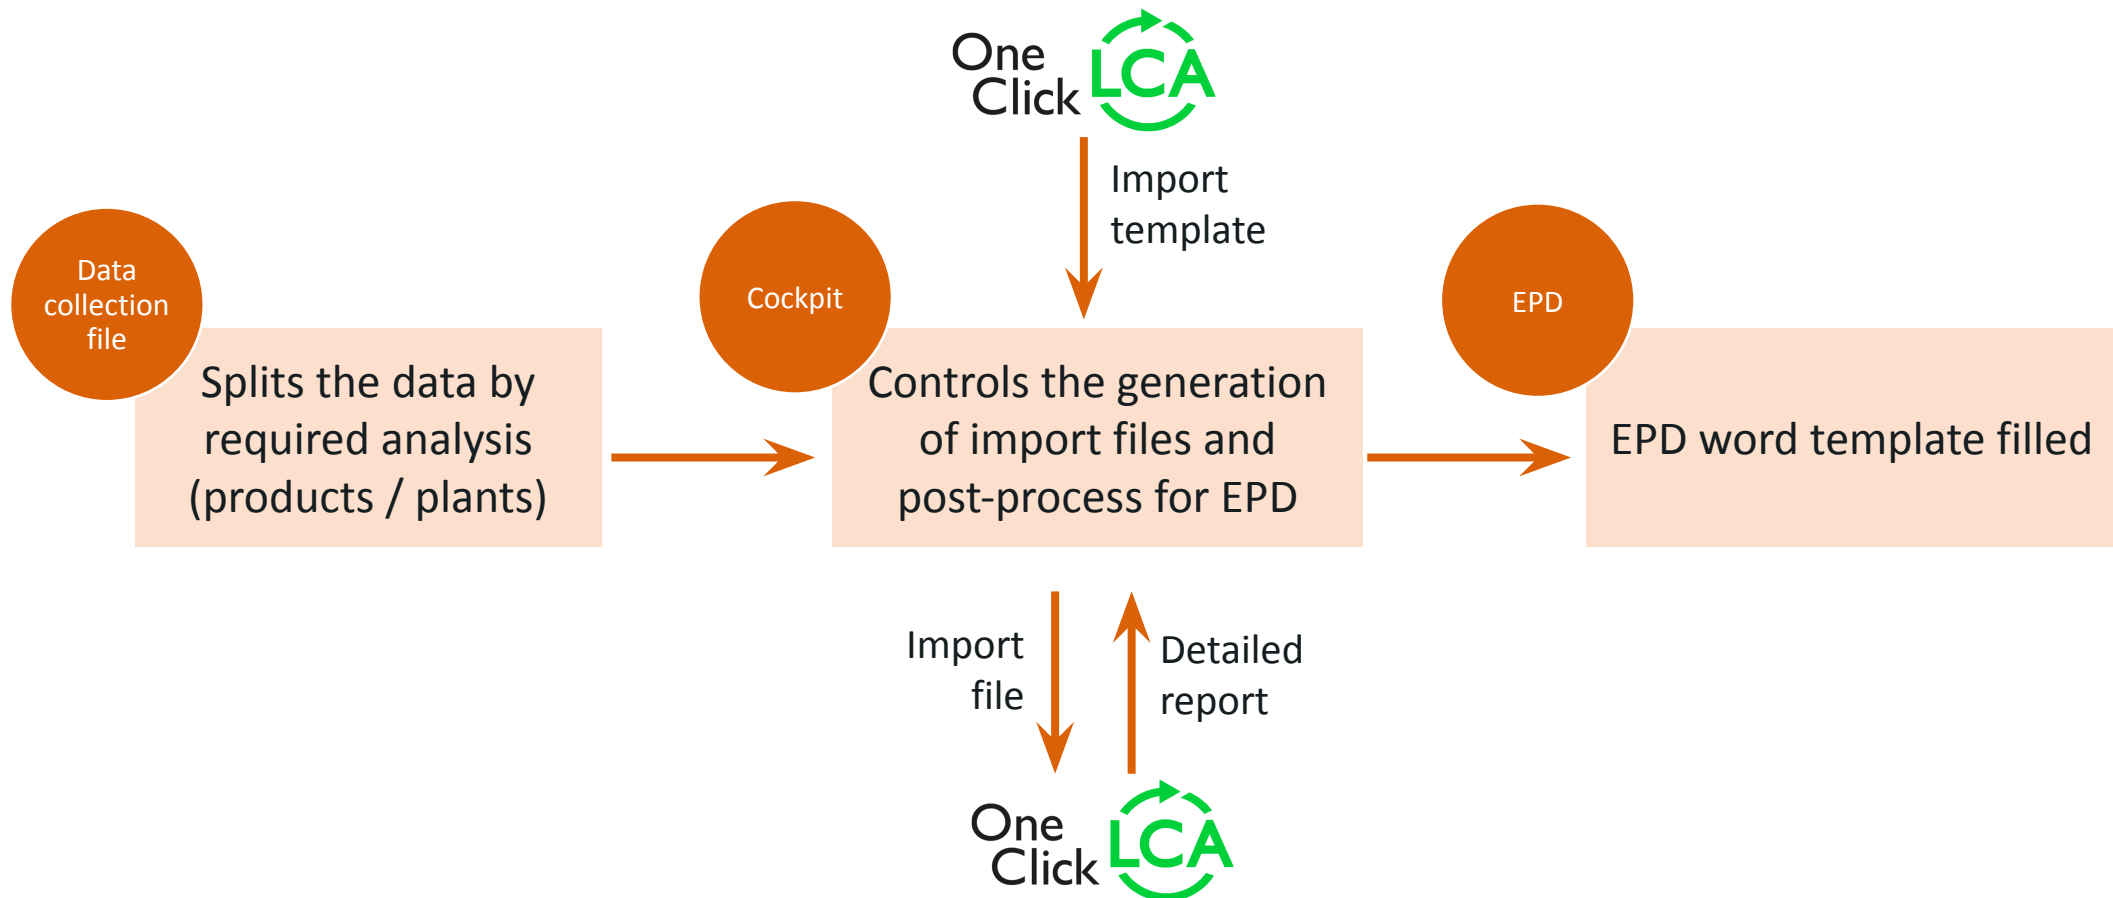 One
Click
LCA
Import
template
Data
collection
file
Splits the data by
required analysis
(products / plants)
Cockpit
Controls the generation
of import files and
post-process for EPD
EPD
EPD word template filled
Import
file
Detailed
report
One
Click
LCA